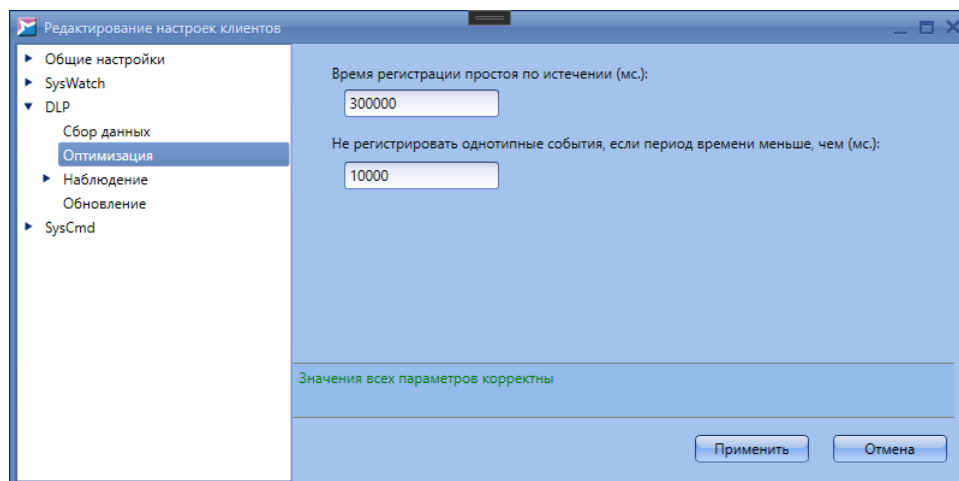 Редактирование настроек клиентов
Общие настройки
SysWatch
DLP
Сбор данных
Оптимизация
Наблюдение
Обновление
SysCmd
Время регистрации простоя по истечении (мс.):
300000
Не регистрировать однотипные события, если период времени меньше, чем (мс.):
10000
Значения всех параметров корректны
Применить
Отмена